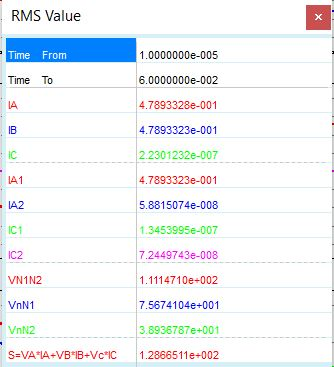 RMS Value
Time From 1.0000000e-005
Time To 6.0000000e-002
IA 4.7893328e-001
IB 4.7893323e-001
IC 2.2301232e-007
IA1 4.7893323e-001
IA2 5.8815074e-008
IC1 1.3453995e-007
IC2 7.2449743e-008
VN1N2 1.1114710e+002
VnN1 7.5674104e+001
VnN2 3.8936787e+001
S=VA*IA+VB*IB+Vc*IC 1.2866511e+002